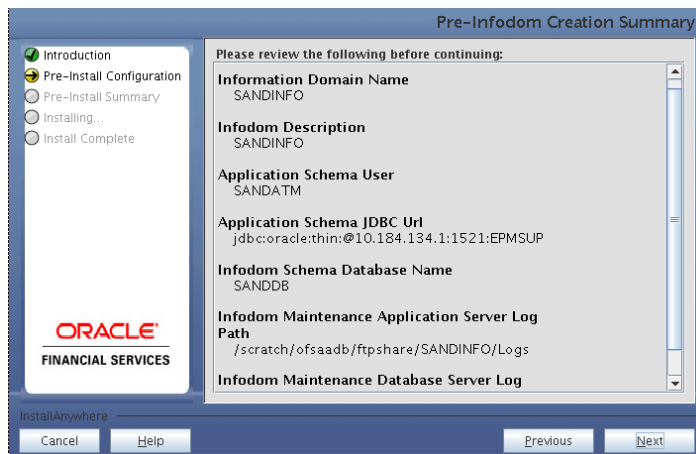 Pre-Infodom Creation Summary
Introduction
Pre-Install Configuration
Pre-Install Summary
Installing...
Install Complete
ORACLE
FINANCIAL SERVICES
Please review the following before continuing:
Information Domain Name
SANDINFO
Infodom Description
SANDINFO
Application Schema User
SANDATM
Application Schema JDBC Url
jdbc:oracle:thin:@10.184.134.1:1521:EPMSUP
Infodom Schema Database Name
SANDDB
Infodom Maintenance Application Server Log
Path
/scratch/ofsaadb/ftpshare/SANDINFO/Logs
Infodom Maintenance Database Server Log
InstallAnywhere
Cancel
Help
Previous
Next